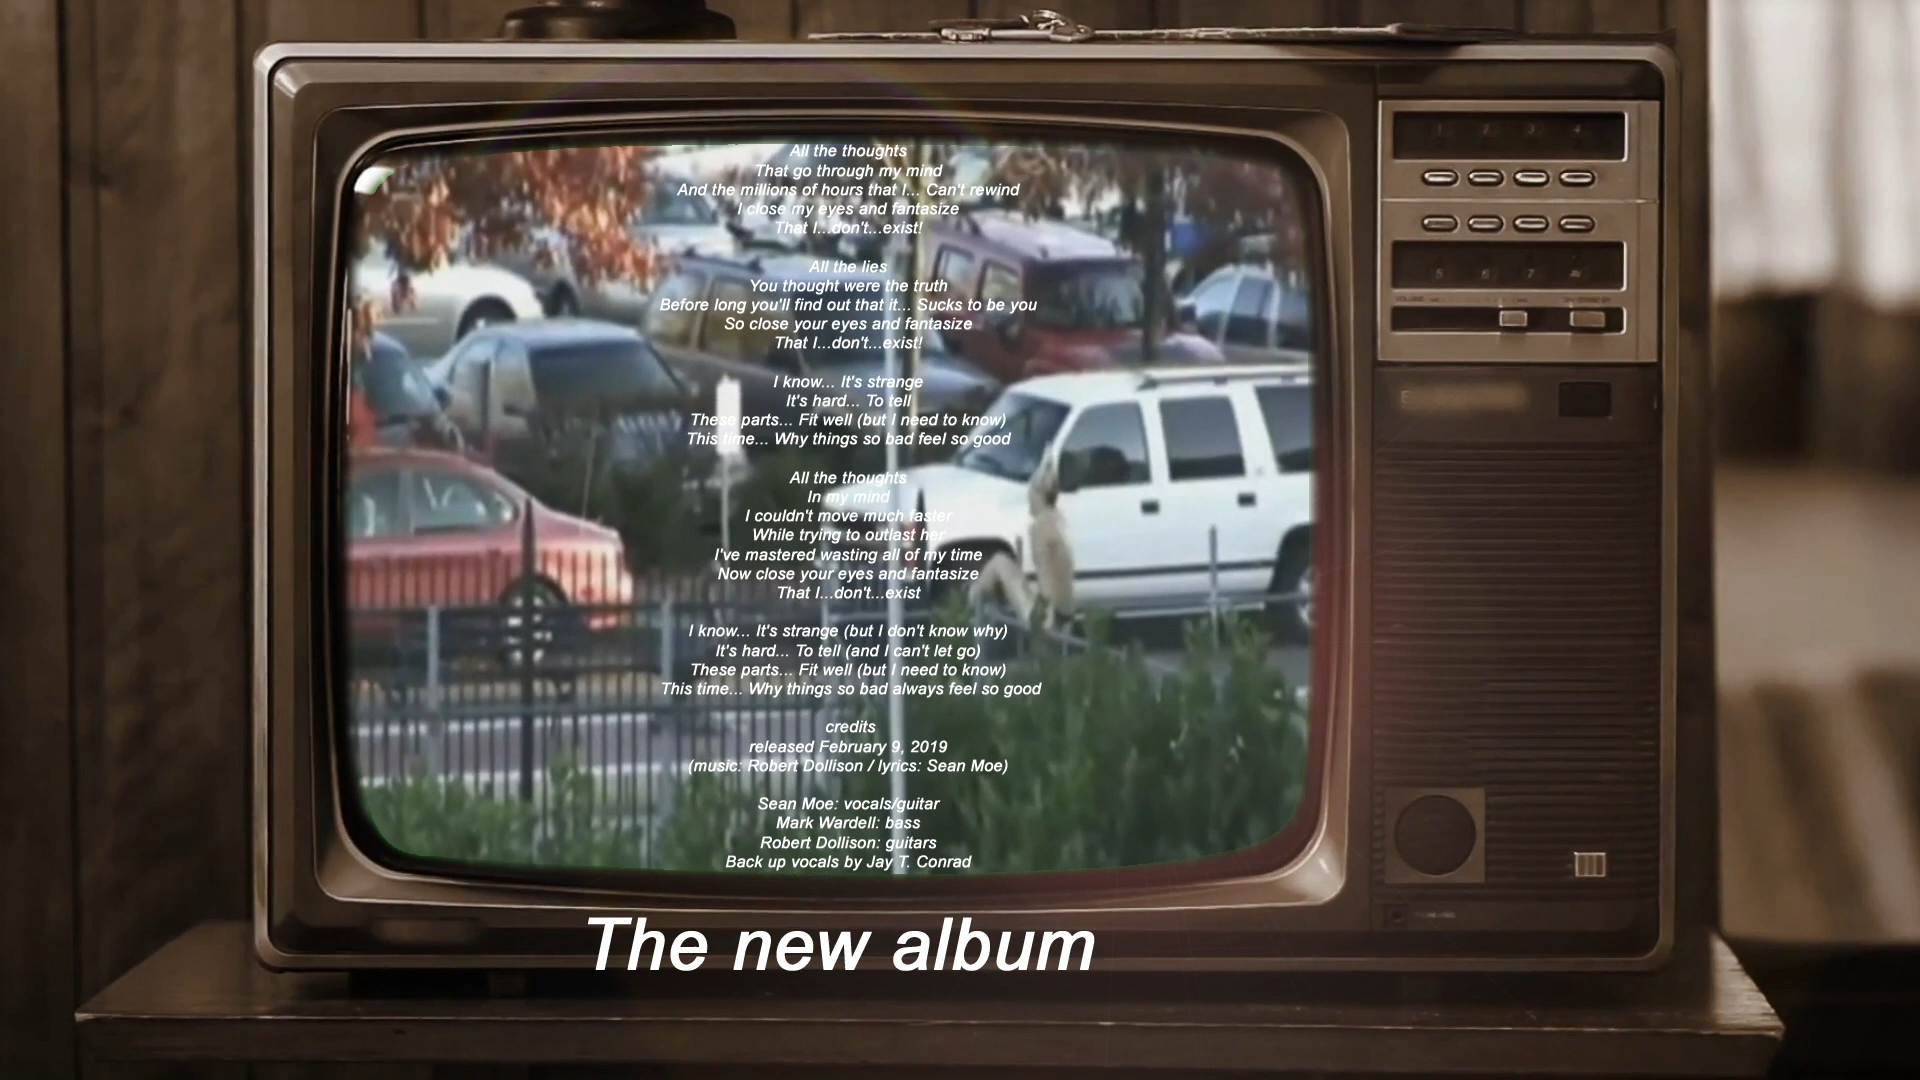 All the thoughts
That go through my mind
And the millions of hours that I... Can't rewind
I close my eyes and fantasize
That I...don't...exist!
All the lies
You thought were the truth
Before long you'll find out that it... Sucks to be you
So close your eyes and fantasize
That I...don't...exist!
I know... It's strange
It's hard... To tell
These parts... Fit well (but I need to know)
This time... Why things so bad feel so good
All the thoughts
In my mind
I couldn't move much faster
While trying to outlast her
I've mastered wasting all of my time
Now close your eyes and fantasize
That I...don't...exist
I know... It's strange (but I don't know why)
It's hard... To tell (and I can't let go)
These parts... Fit well (but I need to know)
This time... Why things so bad always feel so good
credits
released February 9, 2019
(music: Robert Dollison / lyrics: Sean Moe)
Sean Moe: vocals/guitar
Mark Wardell: bass
Robert Dollison: guitars
Back up vocals by Jay T. Conrad
The new album
1 2 3 4
5 6 7 AV
VOLUME